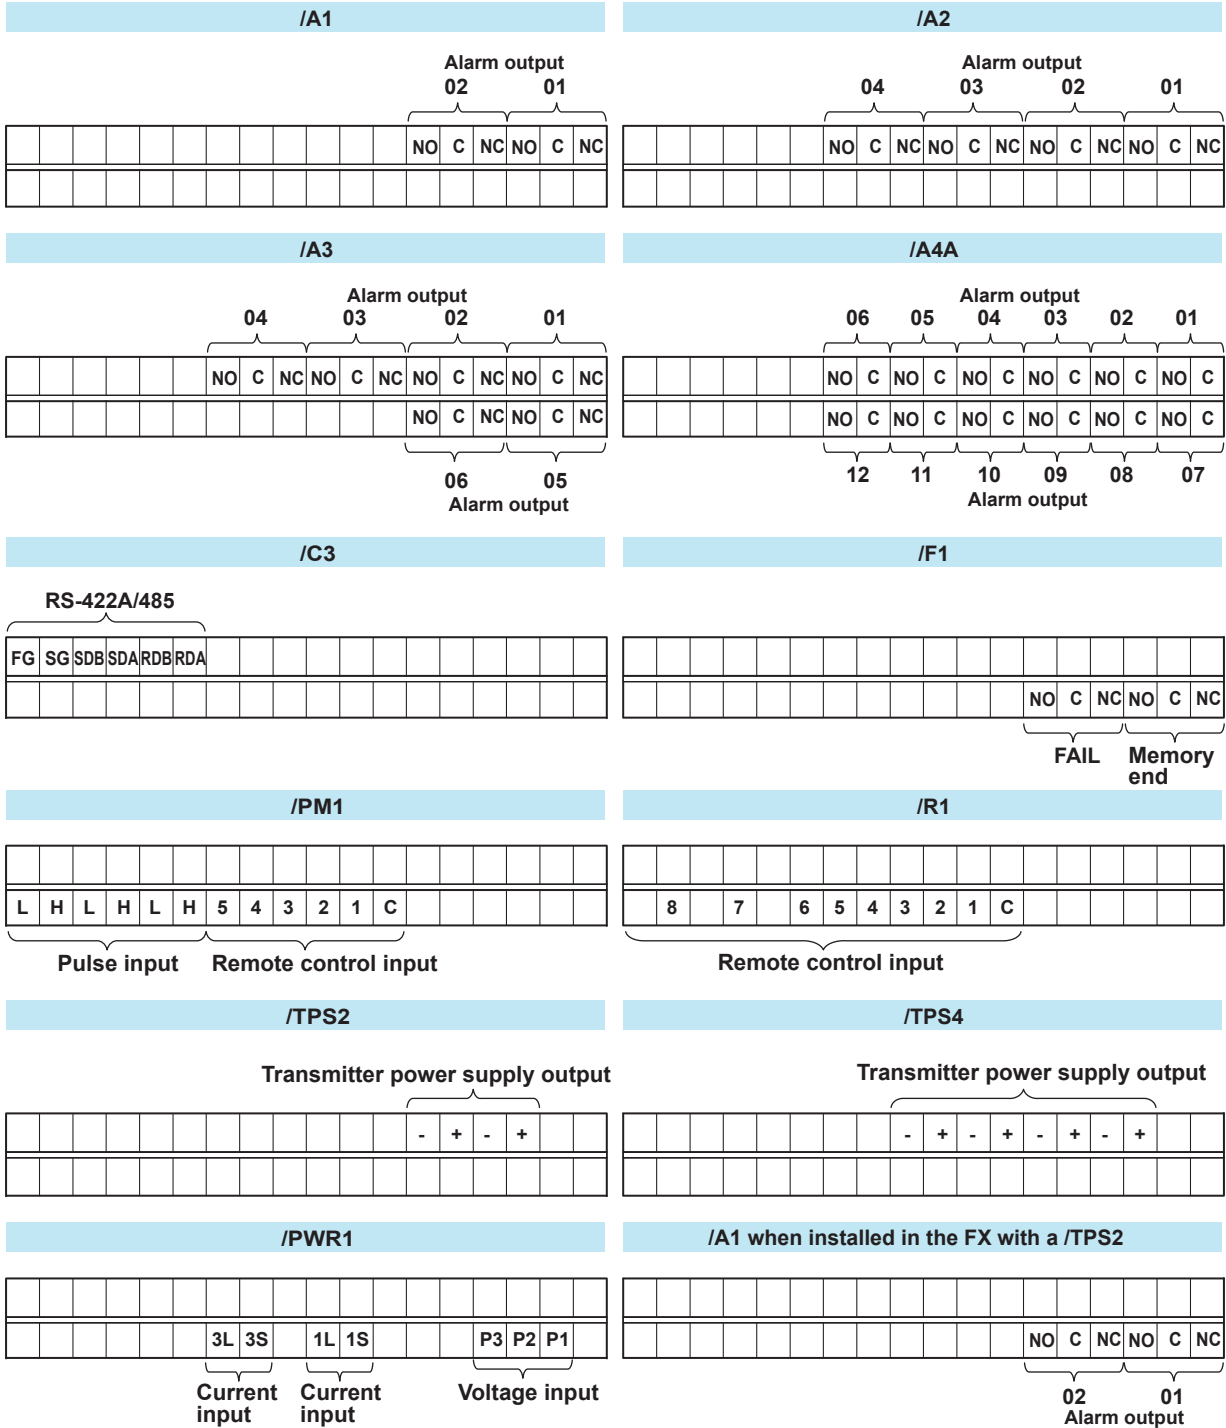 /A1
Alarm output
02 01
NO C NC NO C NC
/A2
Alarm output
04 03 02 01
NO C NC NO C NC NO C NC NO C NC
/A3
Alarm output
04 03 02 01
NO C NC NO C NC NO C NC NO C NC
NO C NC NO C NC
06 05
Alarm output
/A4A
Alarm output
06 05 04 03 02 01
NO C NO C NO C NO C NO C NO C
NO C NO C NO C NO C NO C NO C
12 11 10 09 08 07
Alarm output
/C3
RS-422A/485
FG SG SDB SDA RDB RDA
/F1
NO C NC NO C NC
FAIL Memory
end
/PM1
L H L H L H 5 4 3 2 1 C
Pulse input Remote control input
/R1
8 7 6 5 4 3 2 1 C
Remote control input
/TPS2
Transmitter power supply output
- + - +
/TPS4
Transmitter power supply output
- + - + - + - +
/PWR1
3L 3S 1L 1S P3 P2 P1
Current Current Voltage input
input input
/A1 when installed in the FX with a /TPS2
NO C NC NO C NC
02 01
Alarm output